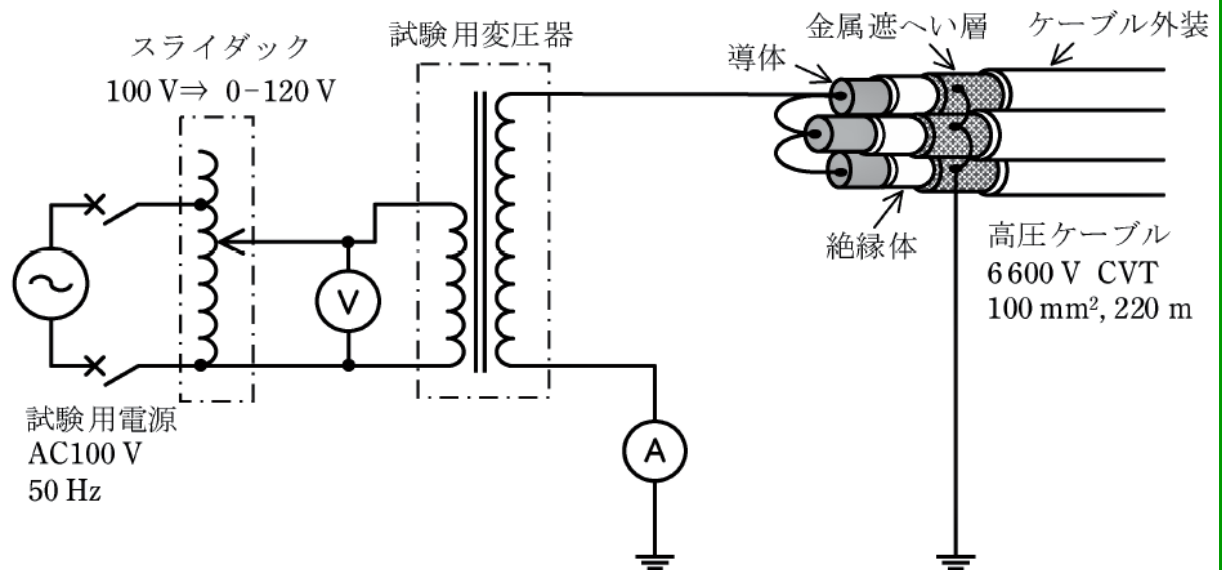 スライダック
100 V⇒ 0-120 V
試験用変圧器
金属遮へい層
ケーブル外装
導体
絶縁体
高圧ケーブル
6 600 V CVT
100 mm², 220 m
V
A
試験用電源
AC100 V
50 Hz